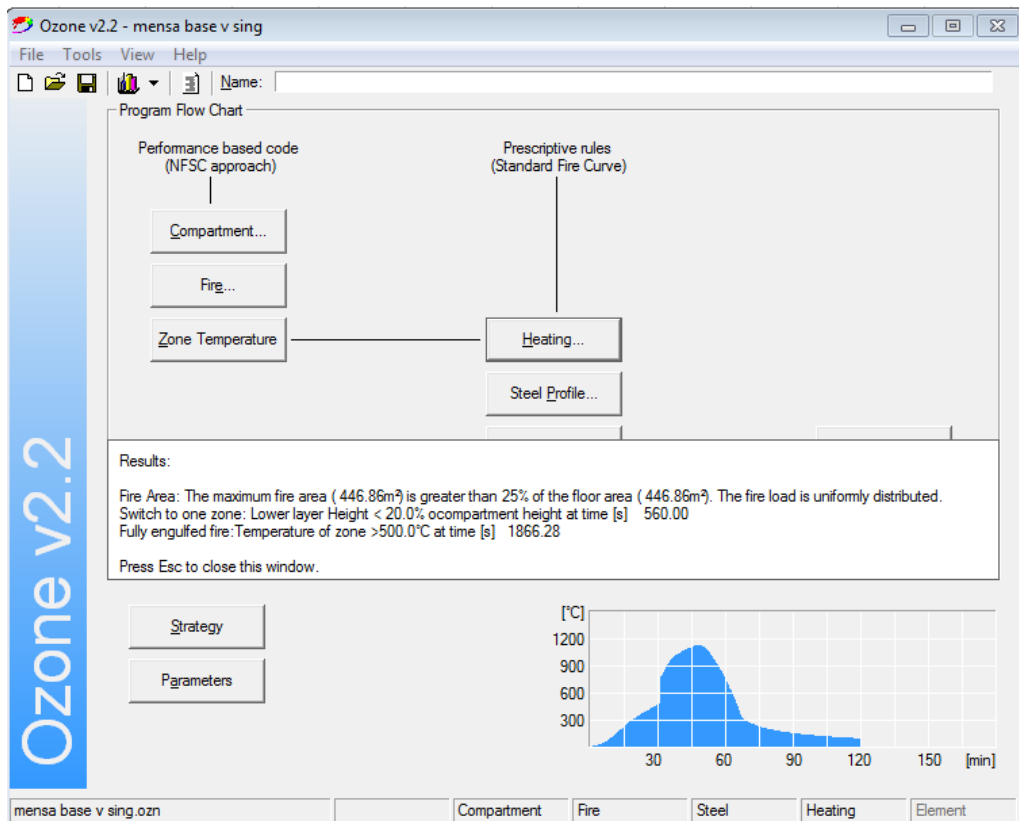 Ozone v2.2 - mensa base v sing
File Tools View Help
Name:
Program Flow Chart
Performance based code
(NFSC approach)
Prescriptive rules
(Standard Fire Curve)
Compartment...
Fire...
Zone Temperature
Heating...
Steel Profile...
Results:
Fire Area: The maximum fire area ( 446.86m²) is greater than 25% of the floor area ( 446.86m²). The fire load is uniformly distributed.
Switch to one zone: Lower layer Height < 20.0% ocompartment height at time [s] 560.00
Fully engulfed fire:Temperature of zone >500.0°C at time [s] 1866.28
Press Esc to close this window.
Strategy
Parameters
[°C]
1200
900
600
300
30 60 90 120 150 [min]
Ozone v2.2
mensa base v sing.ozn Compartment Fire Steel Heating Element